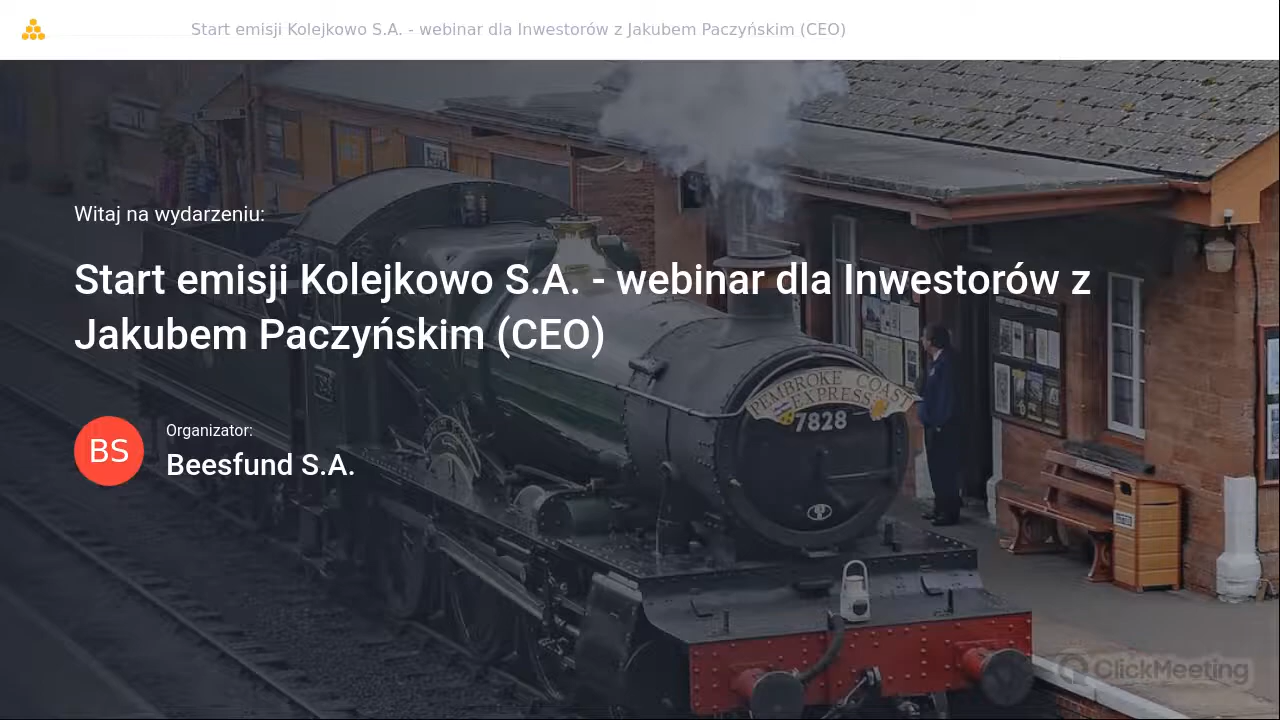 Start emisji Kolejkowo S.A. - webinar dla Inwestorów z Jakubem Paczyńskim (CEO)
Witaj na wydarzeniu:
Start emisji Kolejkowo S.A. - webinar dla Inwestorów z
Jakubem Paczyńskim (CEO)
BS
Organizator:
Beesfund S.A.
PEMBROKE COAST
EXPRESS
7828
ClickMeeting